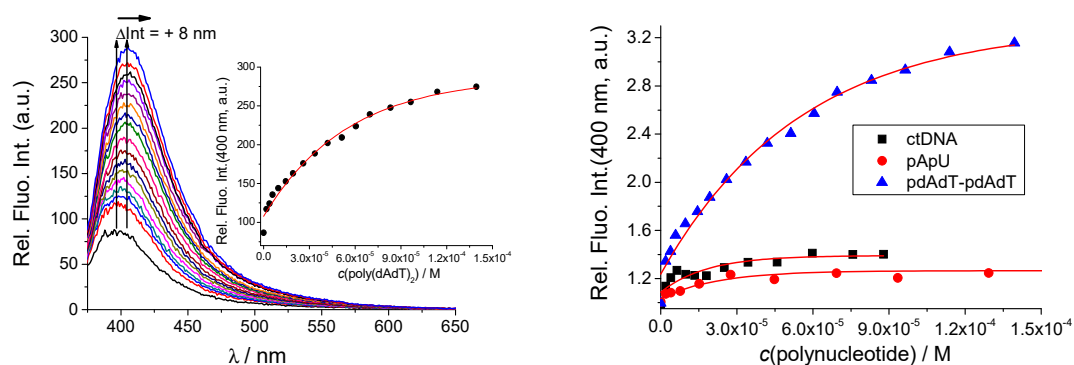 ΔInt = + 8 nm
Rel. Fluo. Int. (a.u.)
300
250
200
150
100
50
0
400 450 500 550 600 650
λ / nm
Rel. Fluo. Int.(400 nm, a.u.)
300
250
200
150
100
50
0.0 3.0x10⁻⁵ 6.0x10⁻⁵ 9.0x10⁻⁵ 1.2x10⁻⁴ 1.5x10⁻⁴
c(poly(dAdT)₂) / M
Rel. Fluo. Int.(400 nm, a.u.)
3.2
2.8
2.4
2.0
1.6
1.2
ctDNA
pApU
pdAdT-pdAdT
0.0 3.0x10⁻⁵ 6.0x10⁻⁵ 9.0x10⁻⁵ 1.2x10⁻⁴ 1.5x10⁻⁴
c(polynucleotide) / M